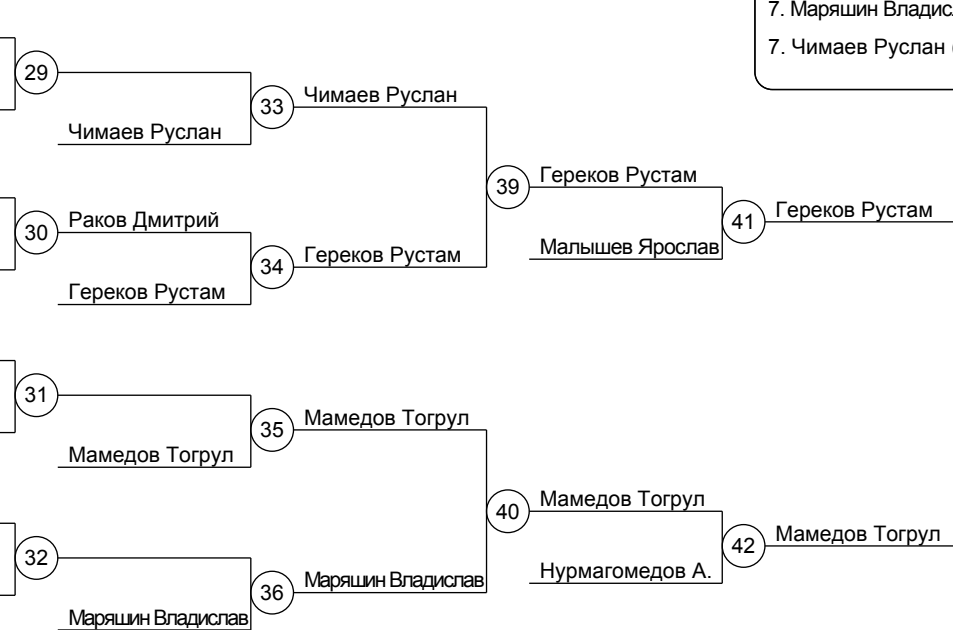 7. Маряшин Владис
7. Чимаев Руслан
29
Чимаев Руслан
33
Чимаев Руслан
30
Раков Дмитрий
Гереков Рустам
34
Гереков Рустам
39
Гереков Рустам
Малышев Ярослав
41
Гереков Рустам
31
Мамедов Тогрул
35
Мамедов Тогрул
32
Маряшин Владислав
36
Маряшин Владислав
40
Мамедов Тогрул
Нурмагомедов А.
42
Мамедов Тогрул